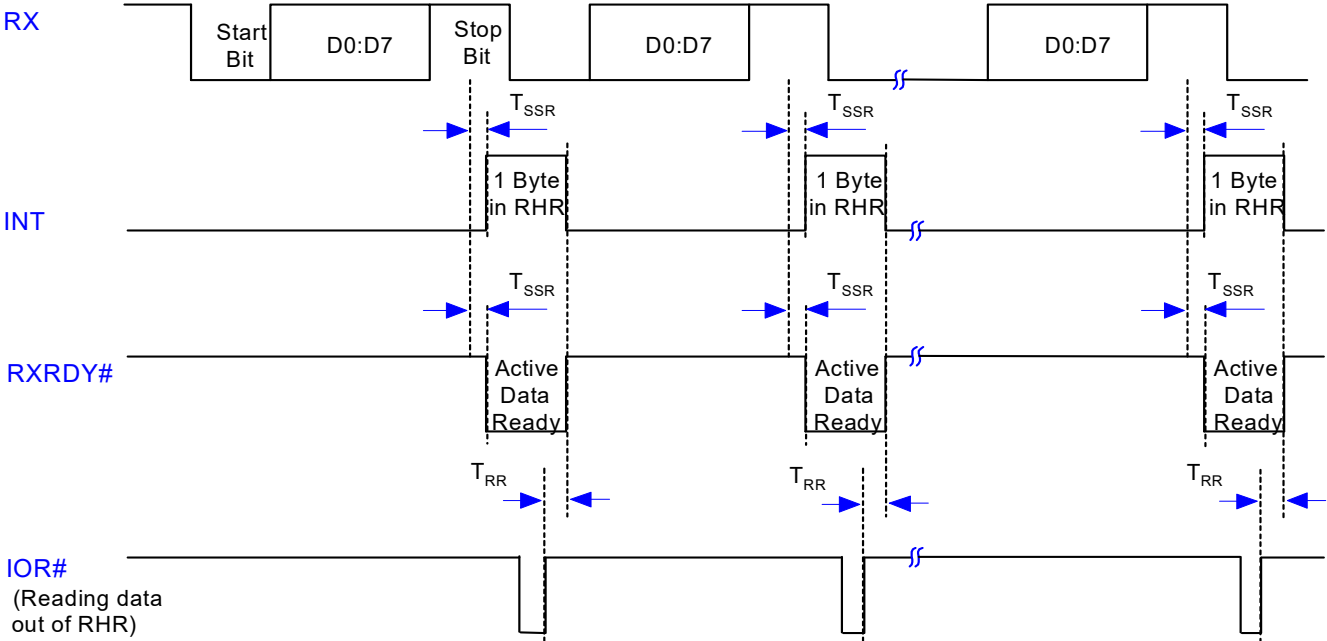 RX
Start
Bit
D0:D7
Stop
Bit
D0:D7
D0:D7
TSSR
TSSR
TSSR
INT
1 Byte
in RHR
1 Byte
in RHR
1 Byte
in RHR
TSSR
TSSR
TSSR
RXRDY#
Active
Data
Ready
Active
Data
Ready
Active
Data
Ready
TRR
TRR
TRR
IOR#
(Reading data
out of RHR)